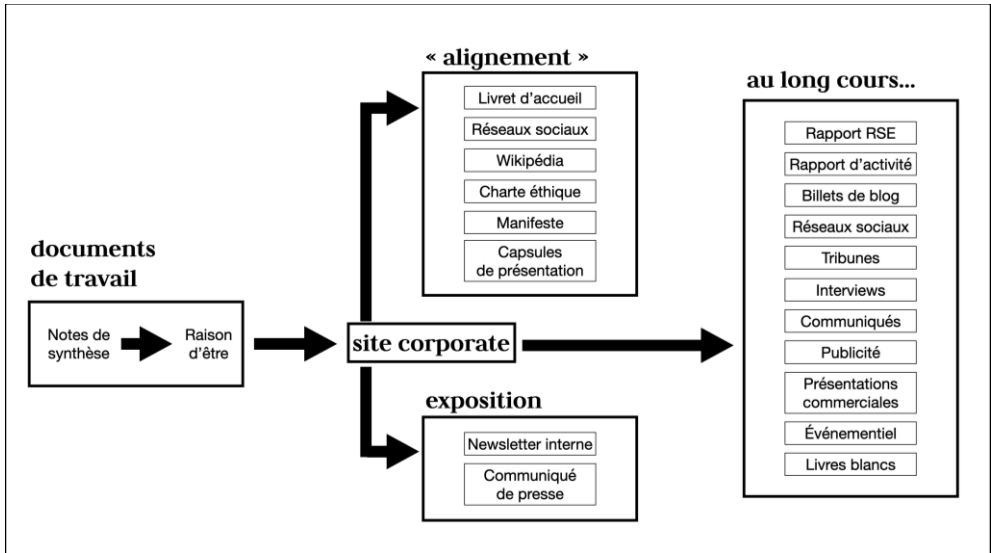 documents
de travail
Notes de
synthèse
Raison
d'être
site corporate
« alignement »
Livret d'accueil
Réseaux sociaux
Wikipédia
Charte éthique
Manifeste
Capsules
de présentation
exposition
Newsletter interne
Communiqué
de presse
au long cours...
Rapport RSE
Rapport d'activité
Billets de blog
Réseaux sociaux
Tribunes
Interviews
Communiqués
Publicité
Présentations
commerciales
Événementiel
Livres blancs